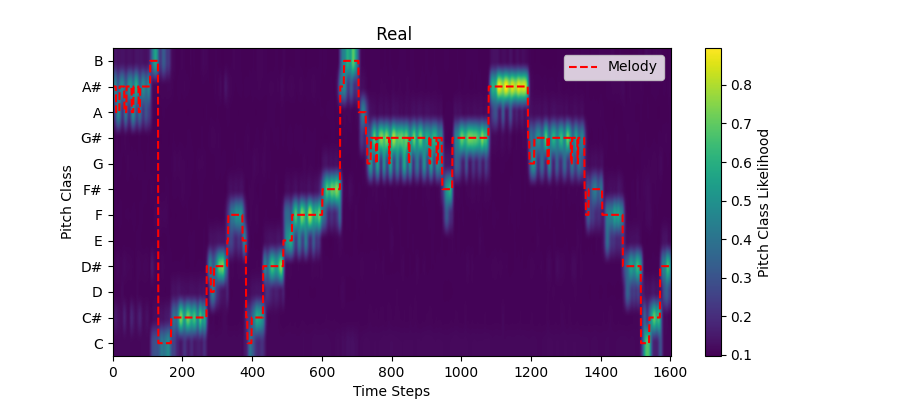 Real
Melody
Pitch Class
B
A#
A
G#
G
F#
F
E
D#
D
C#
C
0 200 400 600 800 1000 1200 1400 1600
Time Steps
0.8
0.7
0.6
0.5
0.4
0.3
0.2
0.1
Pitch Class Likelihood